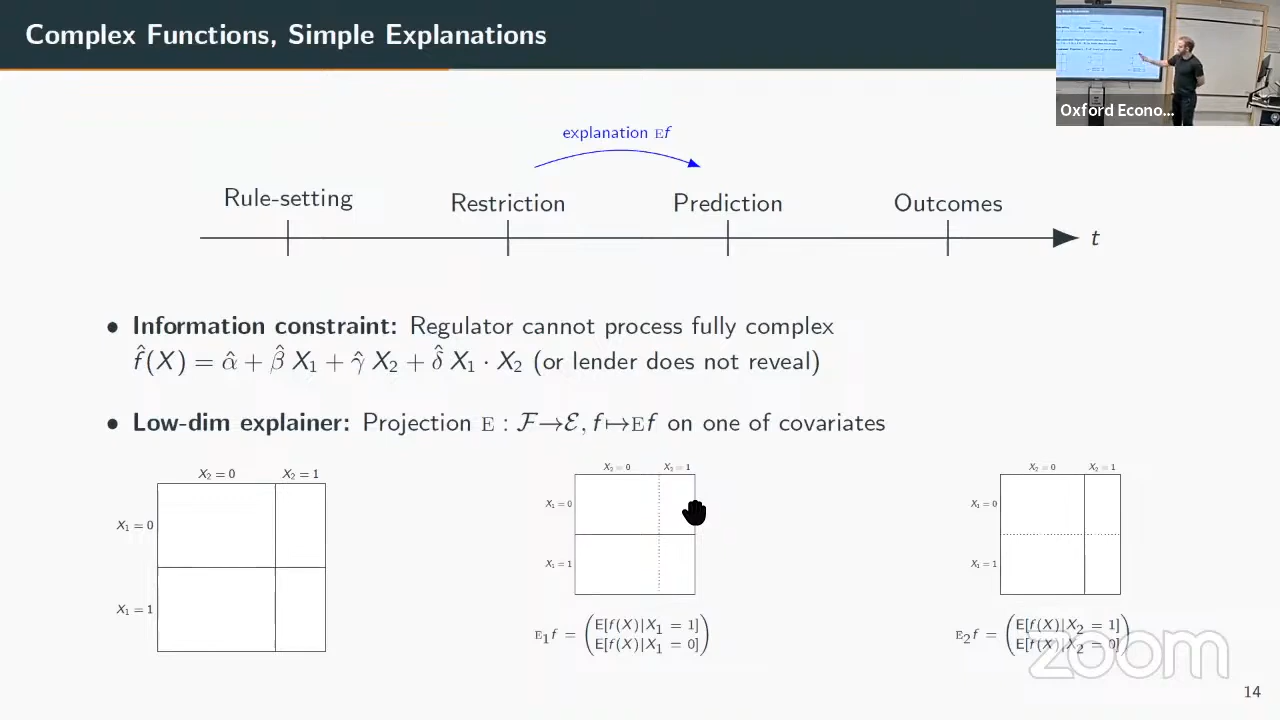 Complex Functions, Simple Explanations
Oxford Econo...
explanation Ef
Rule-setting Restriction Prediction Outcomes
t
• Information constraint: Regulator cannot process fully complex
f̂(X) = α̂ + β̂ X₁ + γ̂ X₂ + δ̂ X₁ · X₂ (or lender does not reveal)
• Low-dim explainer: Projection E : ℱ→ℰ, f↦Ef on one of covariates
X₂ = 0 X₂ = 1
X₁ = 0
X₁ = 1
X₂ = 0 X₂ = 1
X₁ = 0
X₁ = 1
E₁f = (E[f(X)|X₁ = 1]
E[f(X)|X₁ = 0])
X₂ = 0 X₂ = 1
X₁ = 0
X₁ = 1
E₂f = (E[f(X)|X₂ = 1]
E[f(X)|X₂ = 0])
zoom
14